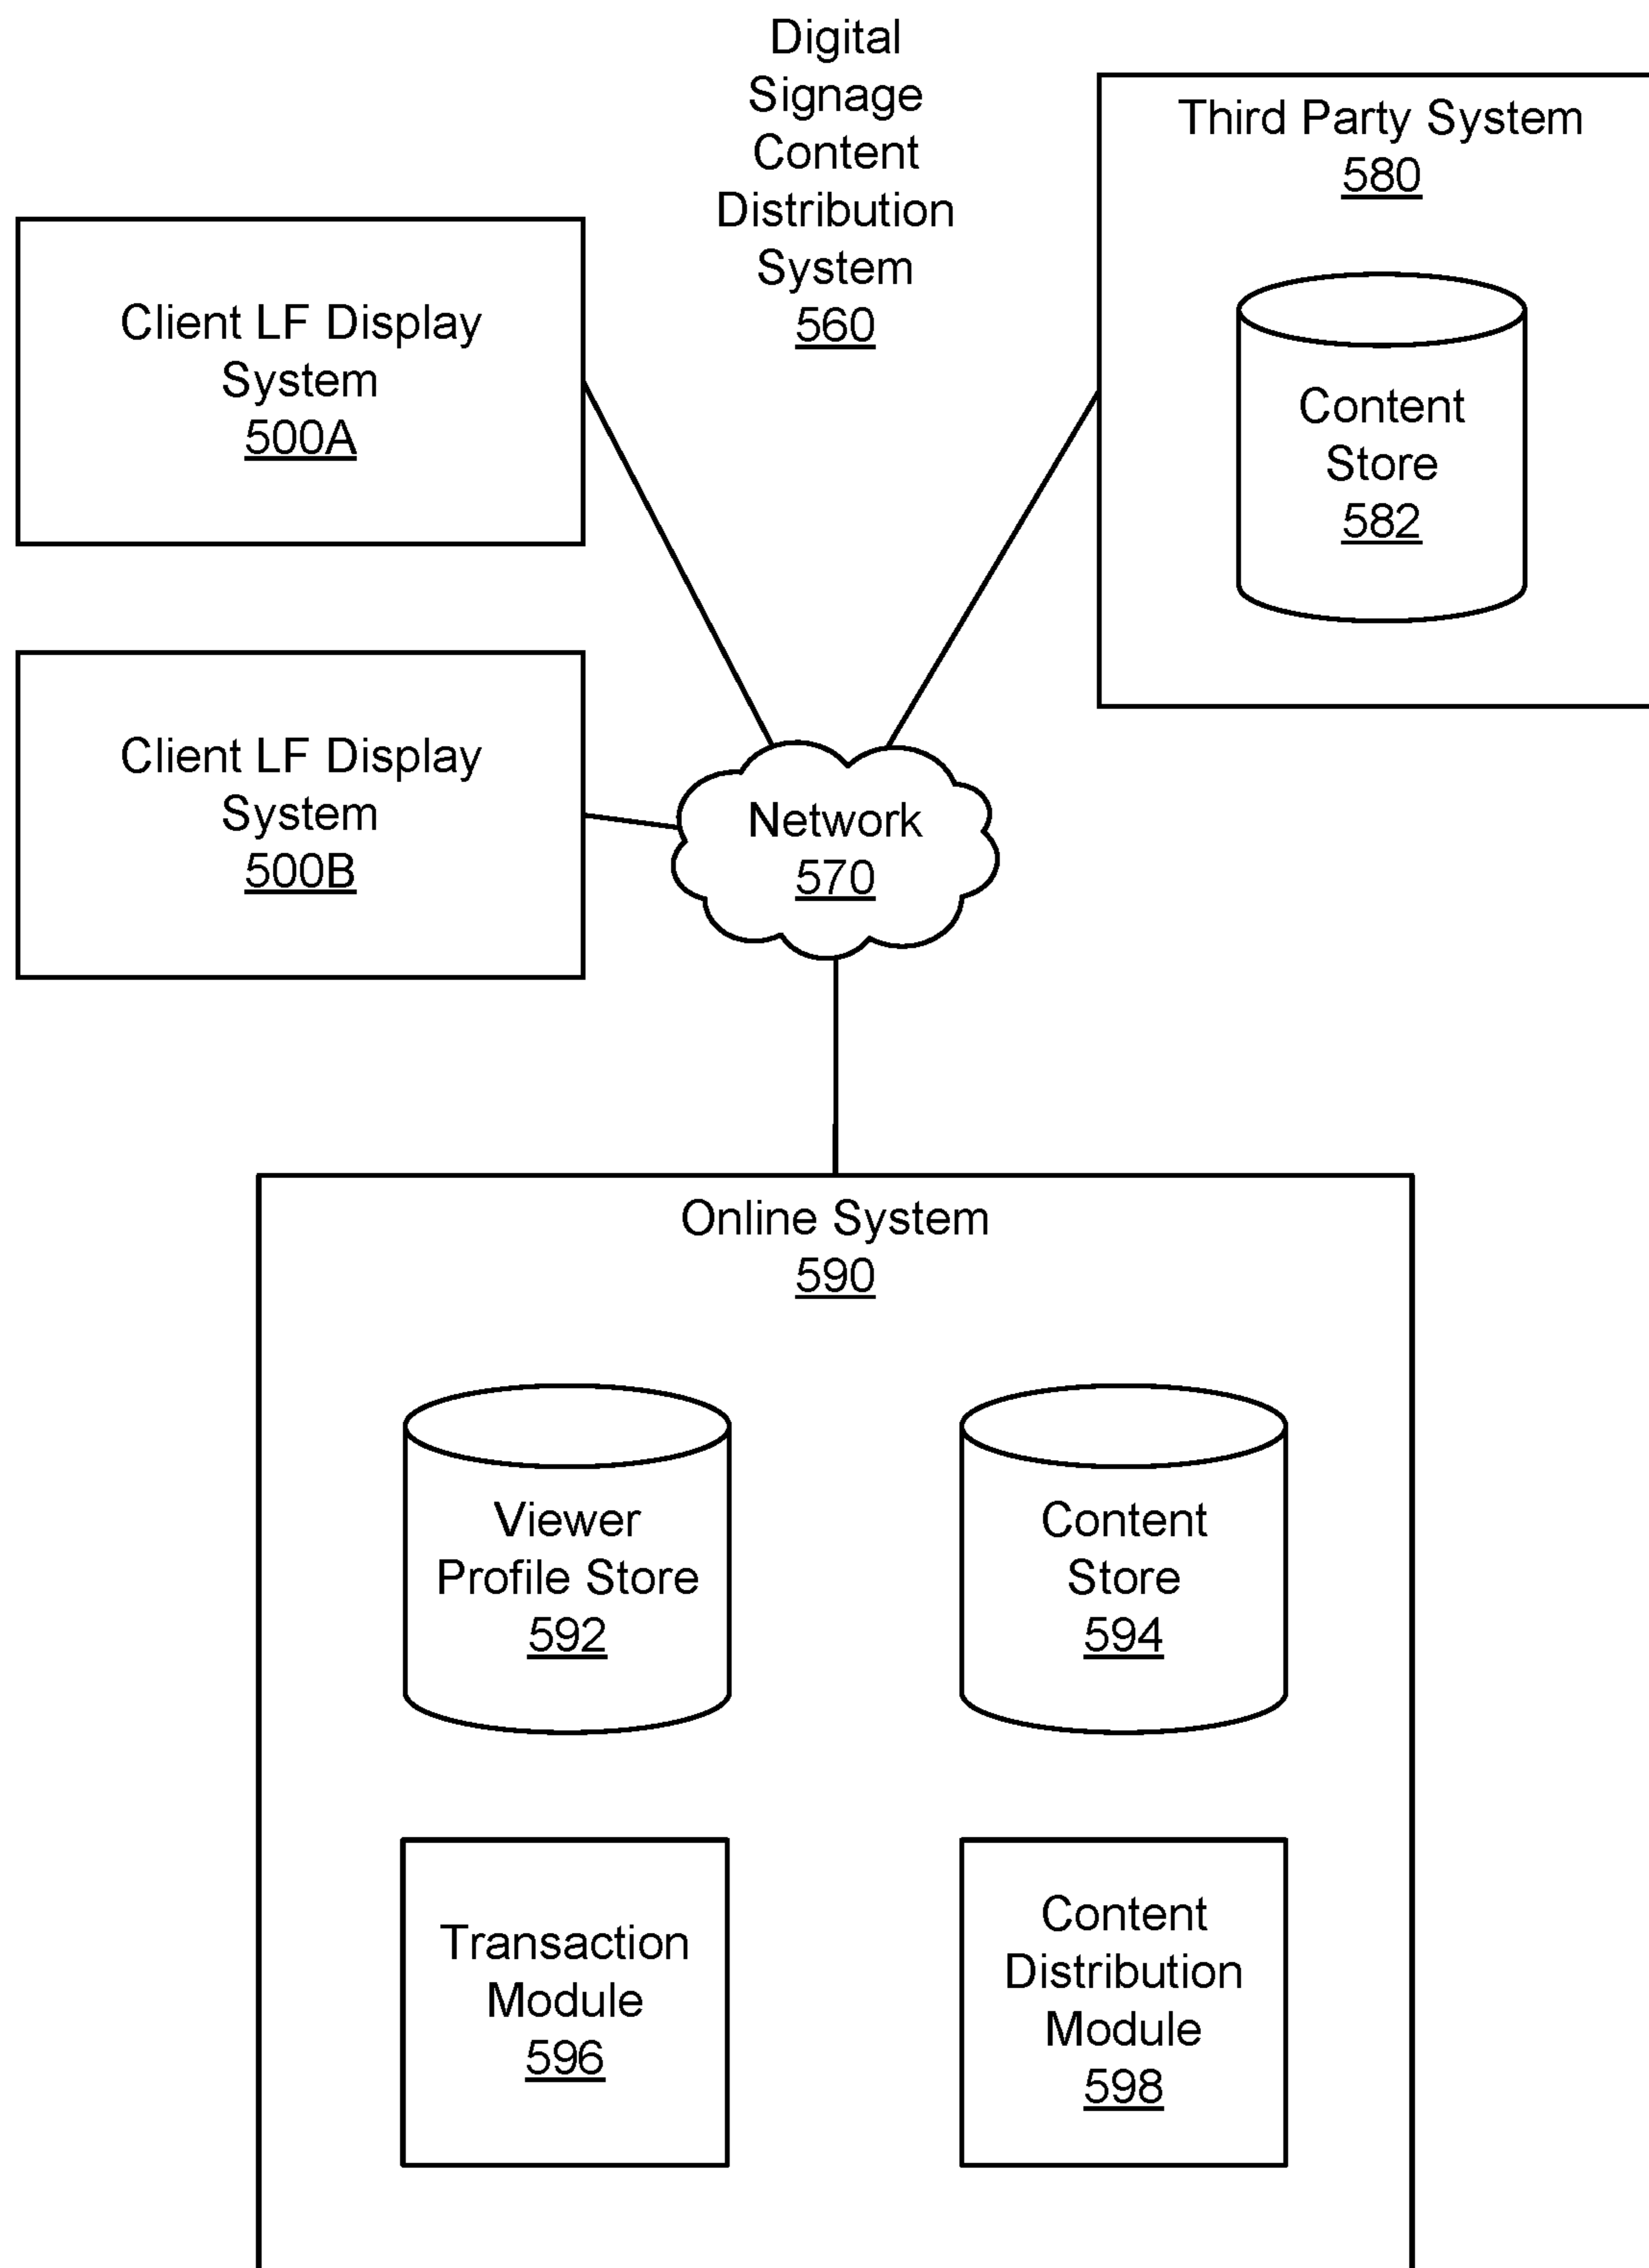 Digital
Signage
Content
Distribution
System
560
Third Party System
580
Content
Store
582
Client LF Display
System
500A
Client LF Display
System
500B
Network
570
Online System
590
Viewer
Profile Store
592
Content
Store
594
Transaction
Module
596
Content
Distribution
Module
598